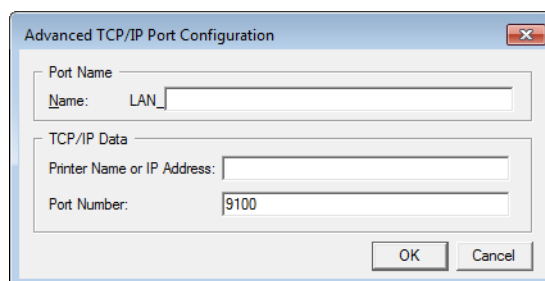 Advanced TCP/IP Port Configuration
Port Name
Name: LAN_
TCP/IP Data
Printer Name or IP Address:
Port Number: 9100
OK Cancel